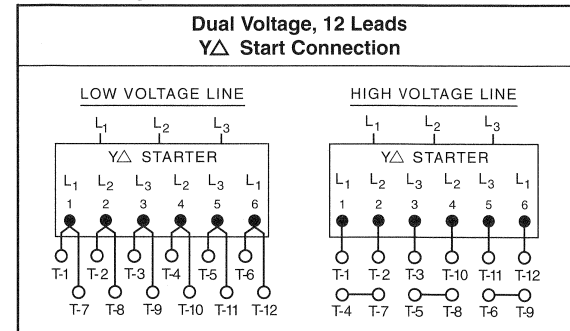 Dual Voltage, 12 Leads
Y△ Start Connection
LOW VOLTAGE LINE
L1 L2 L3
Y△ STARTER
L1 L2 L3 L2 L3 L1
1 2 3 4 5 6
T-1 T-2 T-3 T-4 T-5 T-6
T-7 T-8 T-9 T-10 T-11 T-12
HIGH VOLTAGE LINE
L1 L2 L3
Y△ STARTER
L1 L2 L3 L2 L3 L1
1 2 3 4 5 6
T-1 T-2 T-3 T-10 T-11 T-12
T-4 T-7 T-5 T-8 T-6 T-9